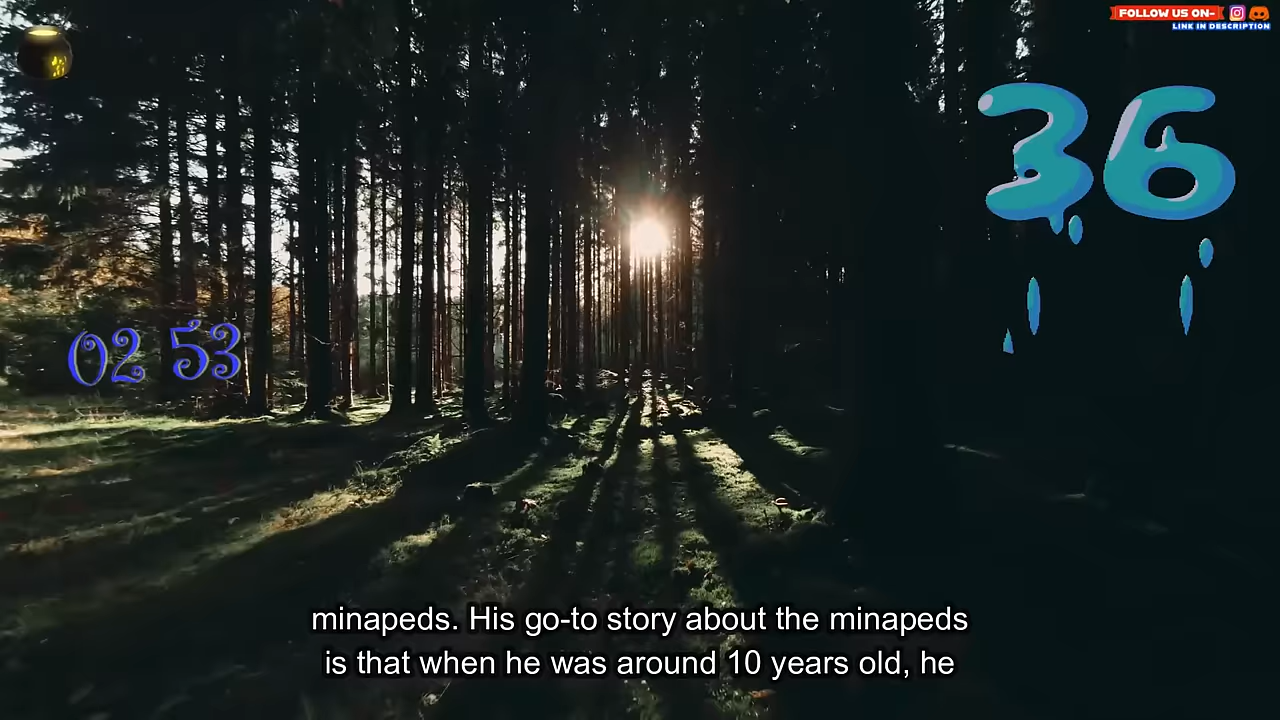 FOLLOW US ON-
LINK IN DESCRIPTION
36
02 53
minapeds. His go-to story about the minapeds
is that when he was around 10 years old, he